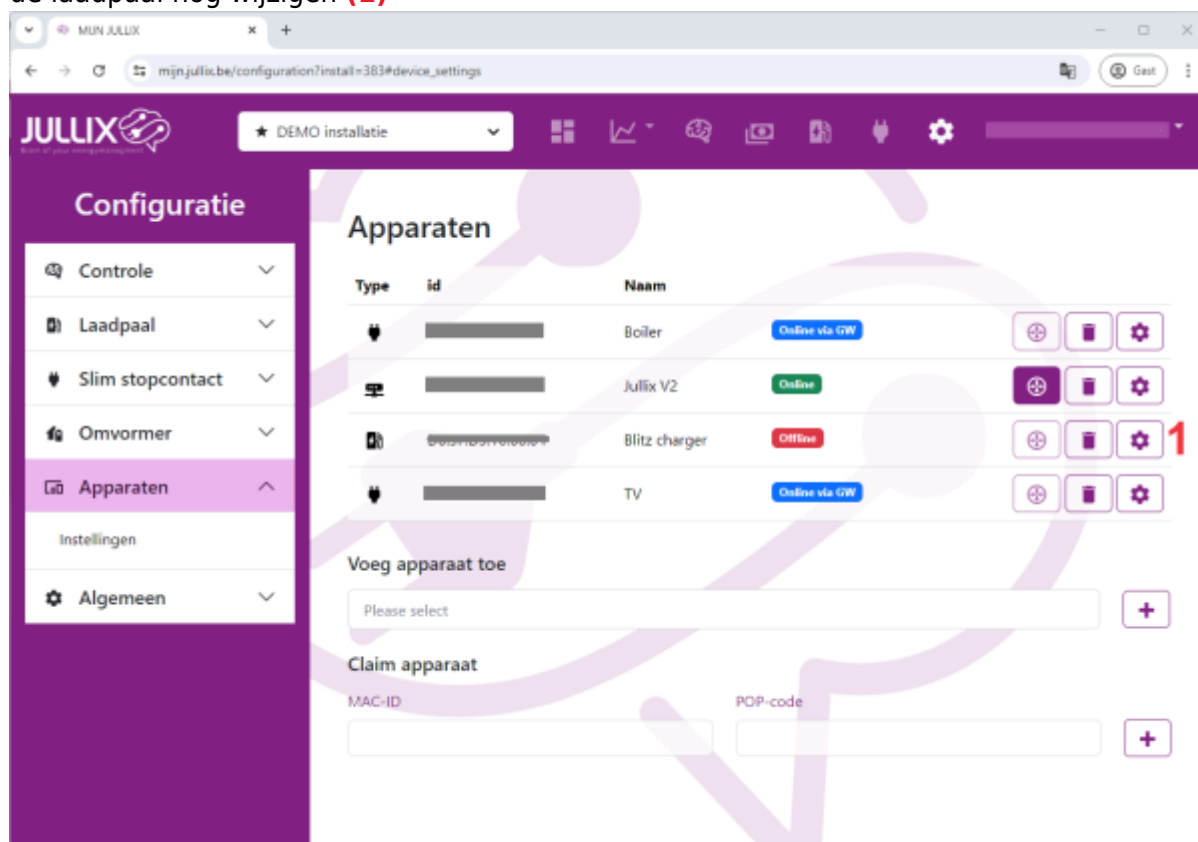 de laadpaal nog wijzigen (2)
MIJN JULLIX
mijn.jullix.be/configuration?install=383#device_settings
Gast
JULLIX
DEMO installatie
Configuratie
Controle
Laadpaal
Slim stopcontact
Omvormer
Apparaten
Instellingen
Algemeen
Apparaten
Type id Naam
Boiler Online via GW
Jullix V2 Online
Blitz charger Offline 1
TV Online via GW
Voeg apparaat toe
Please select
Claim apparaat
MAC-ID POP-code